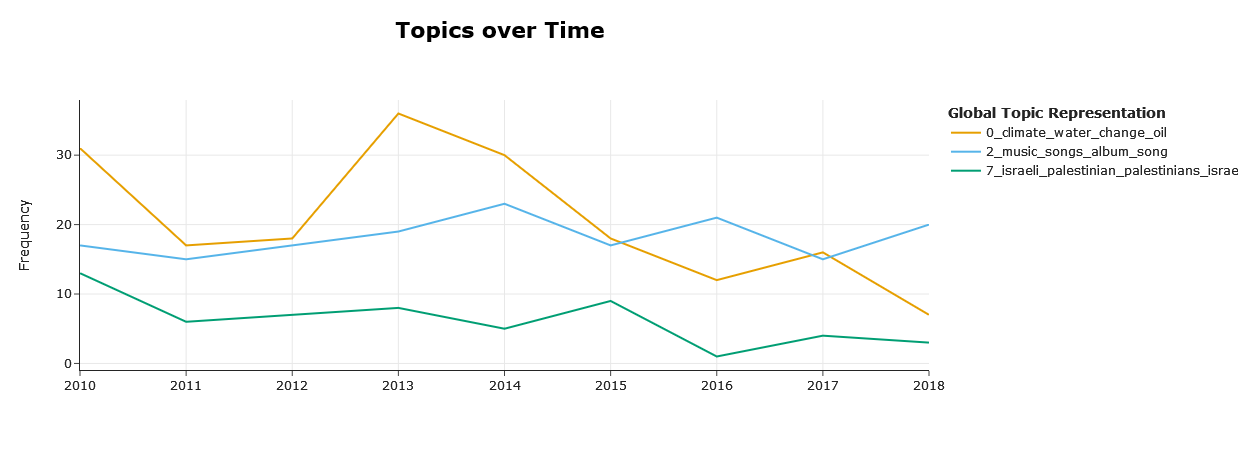 Topics over Time
Frequency
30
20
10
0
2010 2011 2012 2013 2014 2015 2016 2017 2018
Global Topic Representation
0_climate_water_change_oil
2_music_songs_album_song
7_israeli_palestinian_palestinians_israe